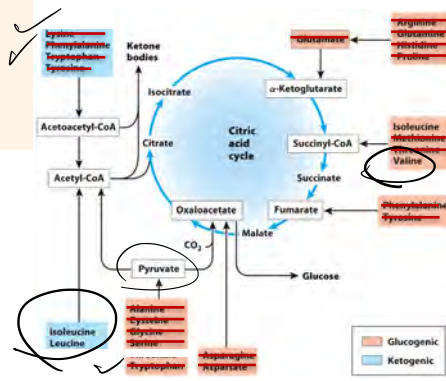 Lysine
Phenylalanine
Tryptophan
Tyrosine
Ketone
bodies
Glutamate
Arginine
Glutamine
Histidine
Proline
Isocitrate
α-Ketoglutarate
Acetoacetyl-CoA
Citrate
Citric
acid
cycle
Succinyl-CoA
Isoleucine
Methionine
Threonine
Valine
Acetyl-CoA
Succinate
Oxaloacetate
Fumarate
Phenylalanine
Tyrosine
Malate
CO₂
Pyruvate
Glucose
Isoleucine
Leucine
Alanine
Cysteine
Glycine
Serine
Threonine
Tryptophan
Asparagine
Aspartate
Glucogenic
Ketogenic